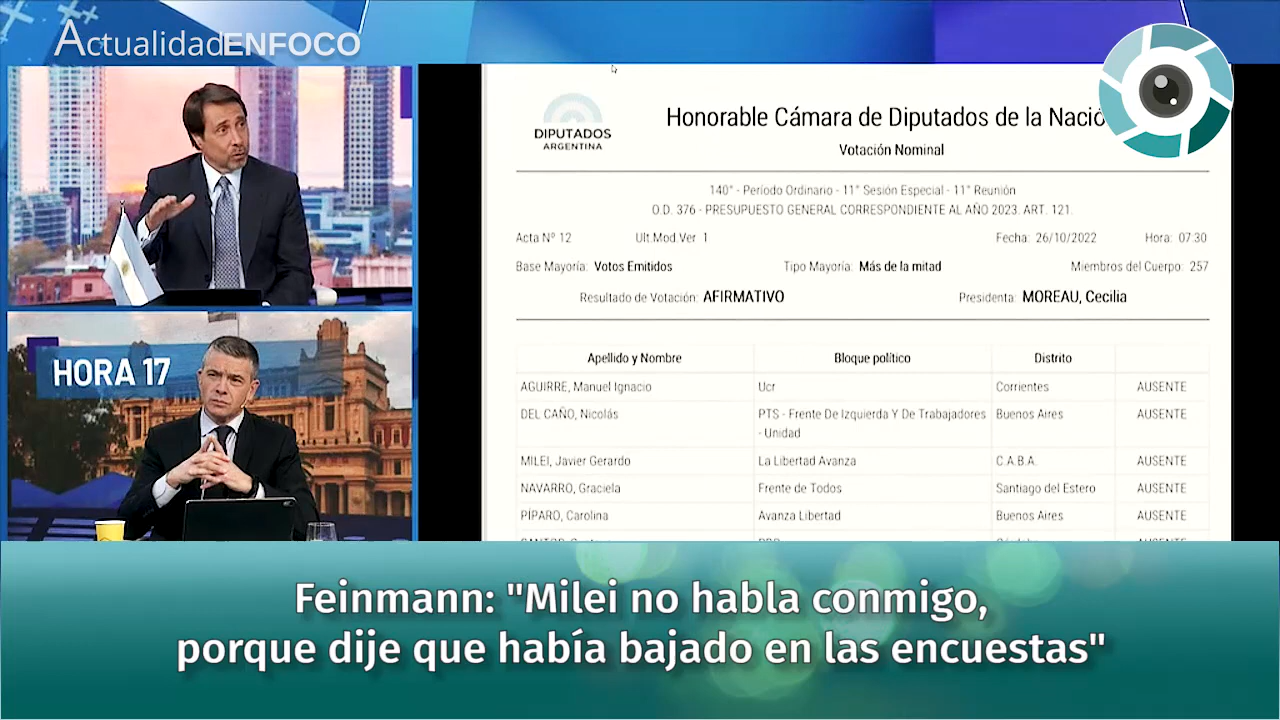 ActualidadENFOCO
HORA 17
DIPUTADOS
ARGENTINA
Honorable Cámara de Diputados de la
Votación Nominal
140° - Período Ordinario - 11° Sesión Especial - 11° Reunión
O.D. 376 - PRESUPUESTO GENERAL CORRESPONDIENTE AL AÑO 2023. ART. 121.
Acta Nº 12 Ult.Mod.Ver 1 Fecha: 26/10/2022 Hora: 07:30
Base Mayoría: Votos Emitidos Tipo Mayoría: Más de la mitad Miembros del Cuerpo: 257
Resultado de Votación: AFIRMATIVO Presidenta: MOREAU, Cecilia
Apellido y Nombre Bloque político Distrito
AGUIRRE, Manuel Ignacio Ucr Corrientes AUSENTE
DEL CAÑO, Nicolás PTS - Frente De Izquierda Y De Trabajadores Buenos Aires AUSENTE
- Unidad
MILEI, Javier Gerardo La Libertad Avanza C.A.B.A. AUSENTE
NAVARRO, Graciela Frente de Todos Santiago del Estero AUSENTE
PÍPARO, Carolina Avanza Libertad Buenos Aires AUSENTE
Feinmann: "Milei no habla conmigo,
porque dije que había bajado en las encuestas"